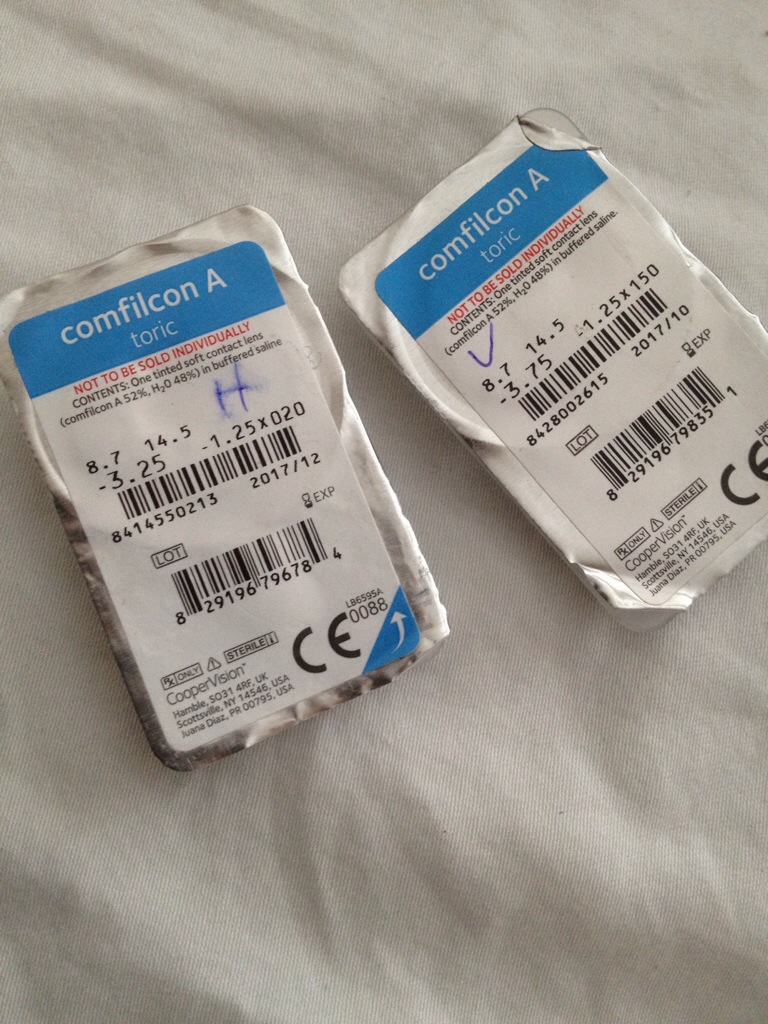 comfilcon A
toric
NOT TO BE SOLD INDIVIDUALLY
CONTENTS: One tinted soft contact lens
(comfilcon A 52%, H₂0 48%) in buffered saline
H
8.7 14.5 -1.25x020
-3.25
8414550213 2017/12
EXP
LOT
8 29196 79678 4
LB6595A
CE 0088
Rx ONLY STERILE
CooperVision™
Hamble, SO31 4RF, UK
Scottsville, NY 14546, USA
Juana Diaz, PR 00795, USA
comfilcon A
toric
NOT TO BE SOLD INDIVIDUALLY
CONTENTS: One tinted soft contact lens
(comfilcon A 52%, H₂0 48%) in buffered saline.
V
8.7 14.5 -1.25x150
-3.75
8428002615 2017/10
EXP
LOT
8 29196 79835 1
CE
Rx ONLY STERILE
CooperVision™
Hamble, SO31 4RF, UK
Scottsville, NY 14546, USA
Juana Diaz, PR 00795, USA